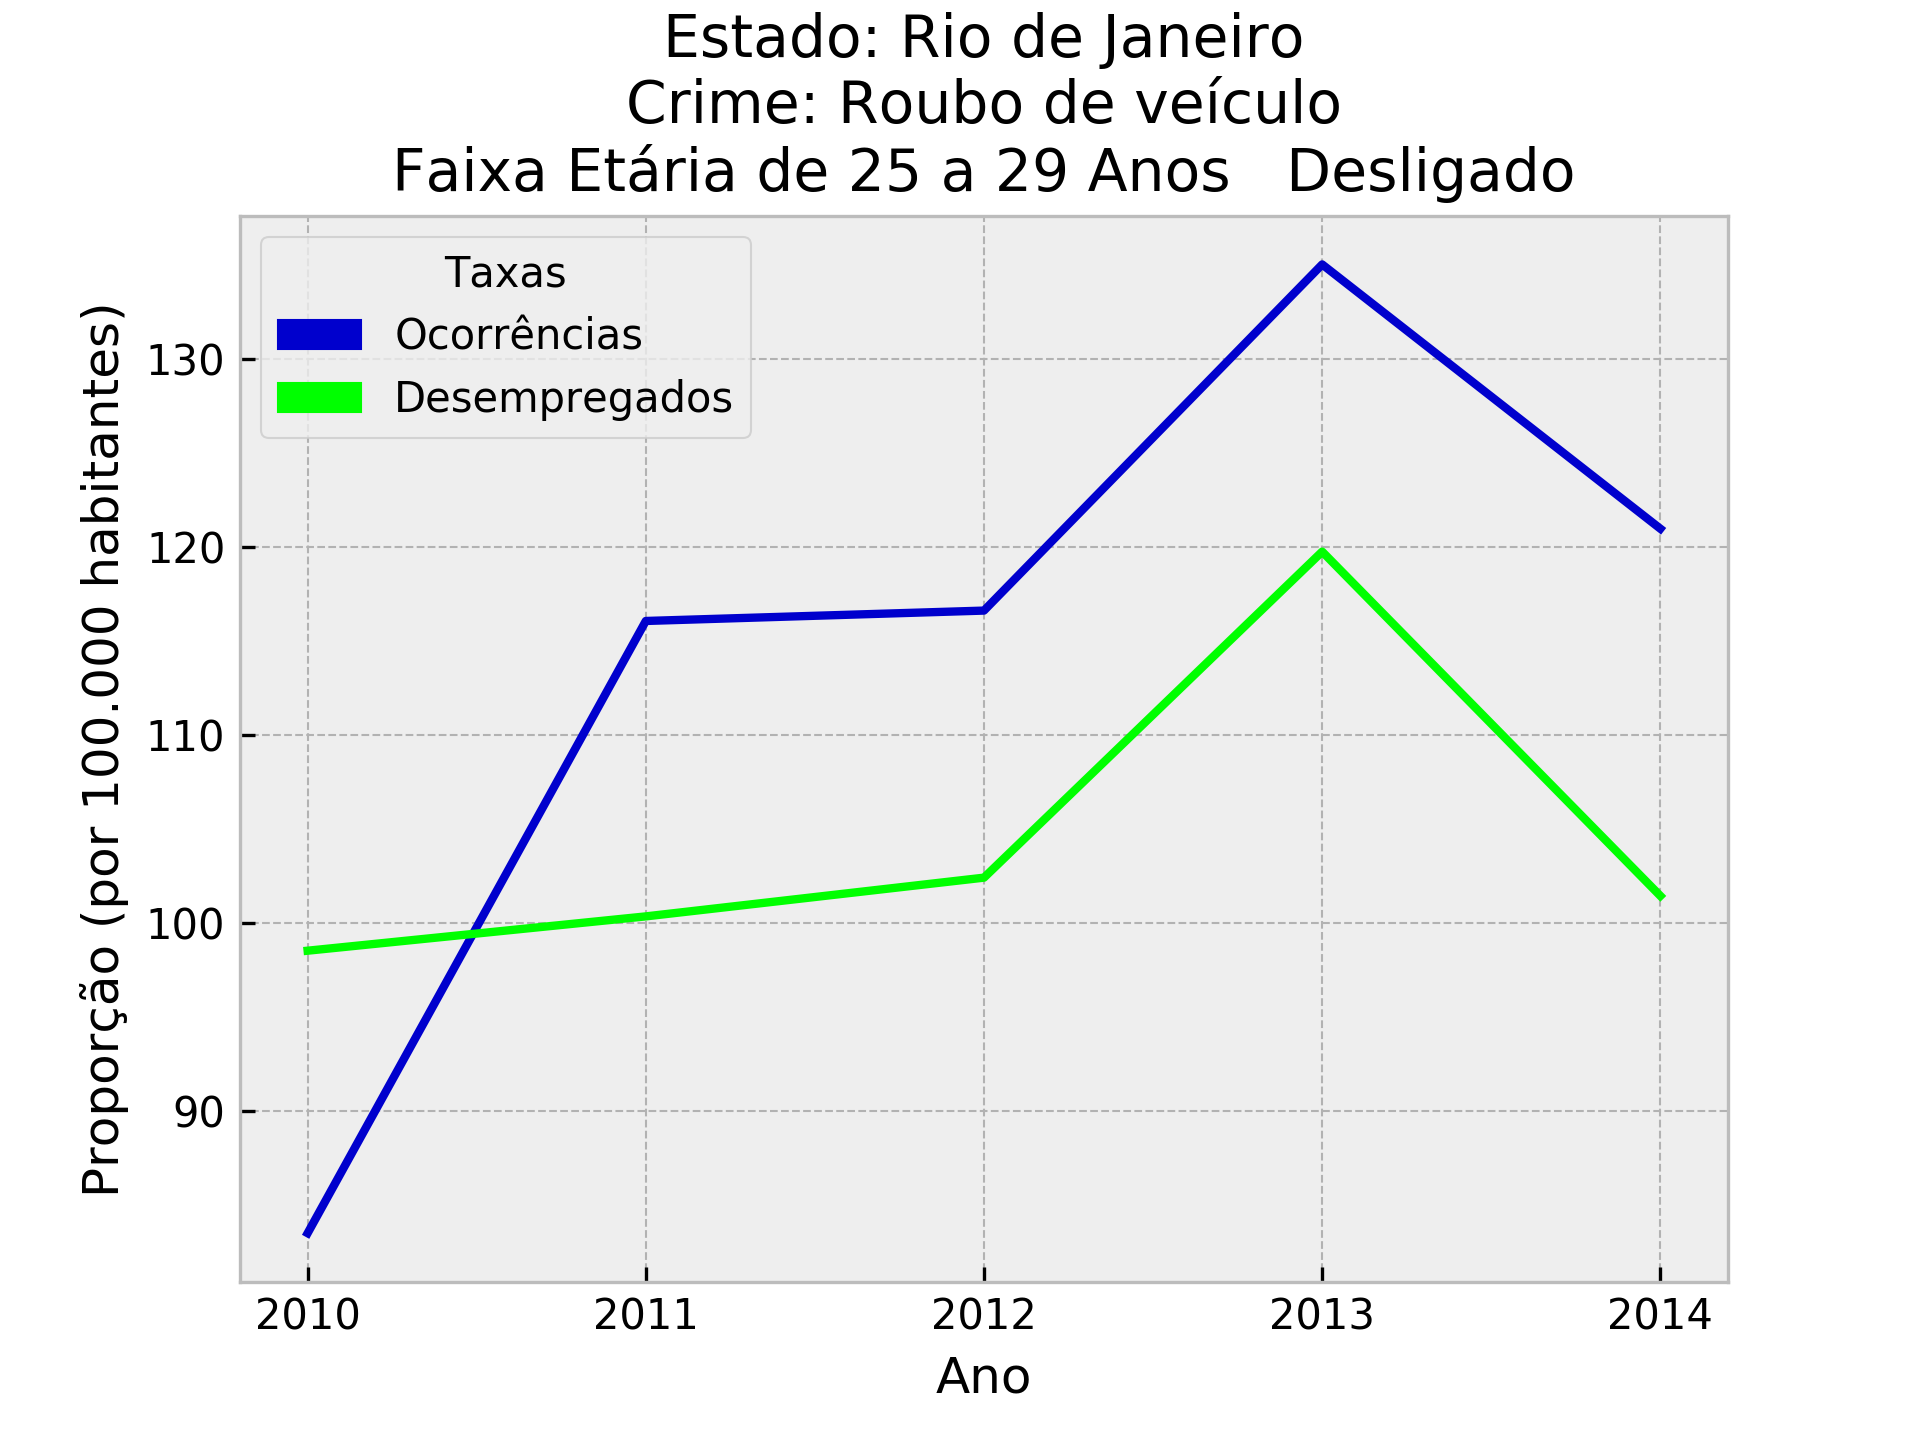 Estado: Rio de Janeiro
Crime: Roubo de veículo
Faixa Etária de 25 a 29 Anos   Desligado
Taxas
Ocorrências
Desempregados
Proporção (por 100.000 habitantes)
130
120
110
100
90
2010
2011
2012
2013
2014
Ano